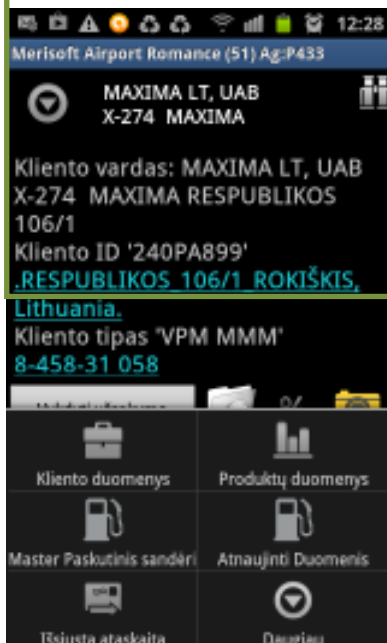 12:28
Merisoft Airport Romance (51) Ag:P433
MAXIMA LT, UAB
X-274 MAXIMA
Kliento vardas: MAXIMA LT, UAB
X-274 MAXIMA RESPUBLIKOS
106/1
Kliento ID '240PA899'
.RESPUBLIKOS_106/1_ROKIŠKIS,
Lithuania.
Kliento tipas 'VPM MMM'
8-458-31 058
%
Kliento duomenys
Produktų duomenys
Master Paskutinis sandėri
Atnaujinti Duomenis
Išsiųsta ataskaita
Daugiau